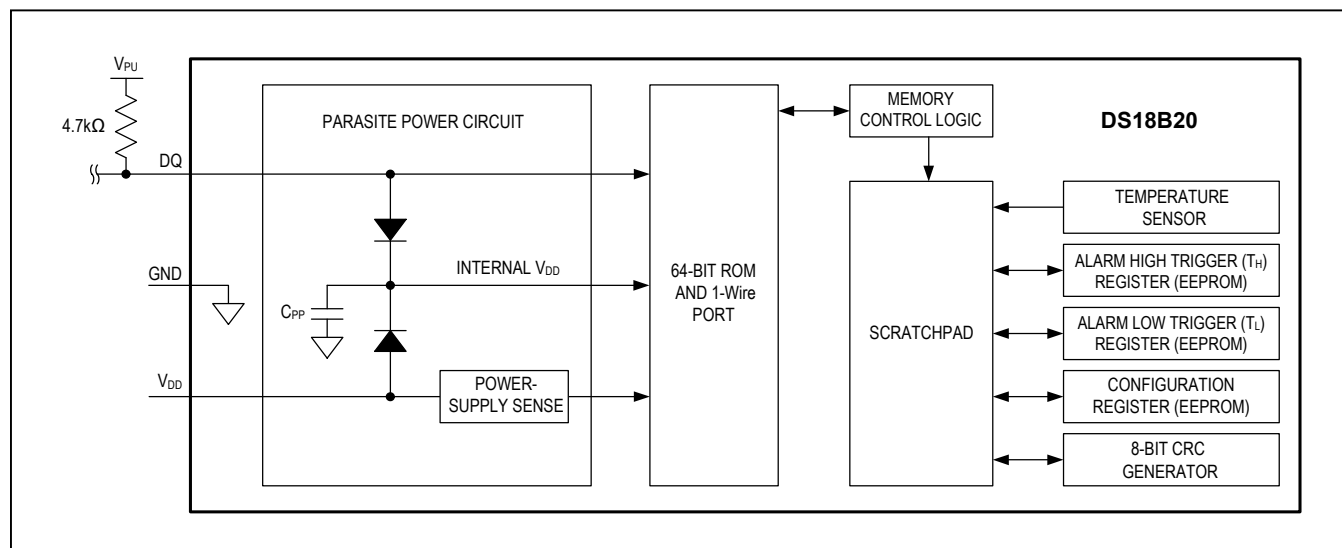 VPU
4.7kΩ
DQ
GND
VDD
PARASITE POWER CIRCUIT
INTERNAL VDD
CPP
POWER-
SUPPLY SENSE
64-BIT ROM
AND 1-Wire
PORT
MEMORY
CONTROL LOGIC
SCRATCHPAD
DS18B20
TEMPERATURE
SENSOR
ALARM HIGH TRIGGER (TH)
REGISTER (EEPROM)
ALARM LOW TRIGGER (TL)
REGISTER (EEPROM)
CONFIGURATION
REGISTER (EEPROM)
8-BIT CRC
GENERATOR